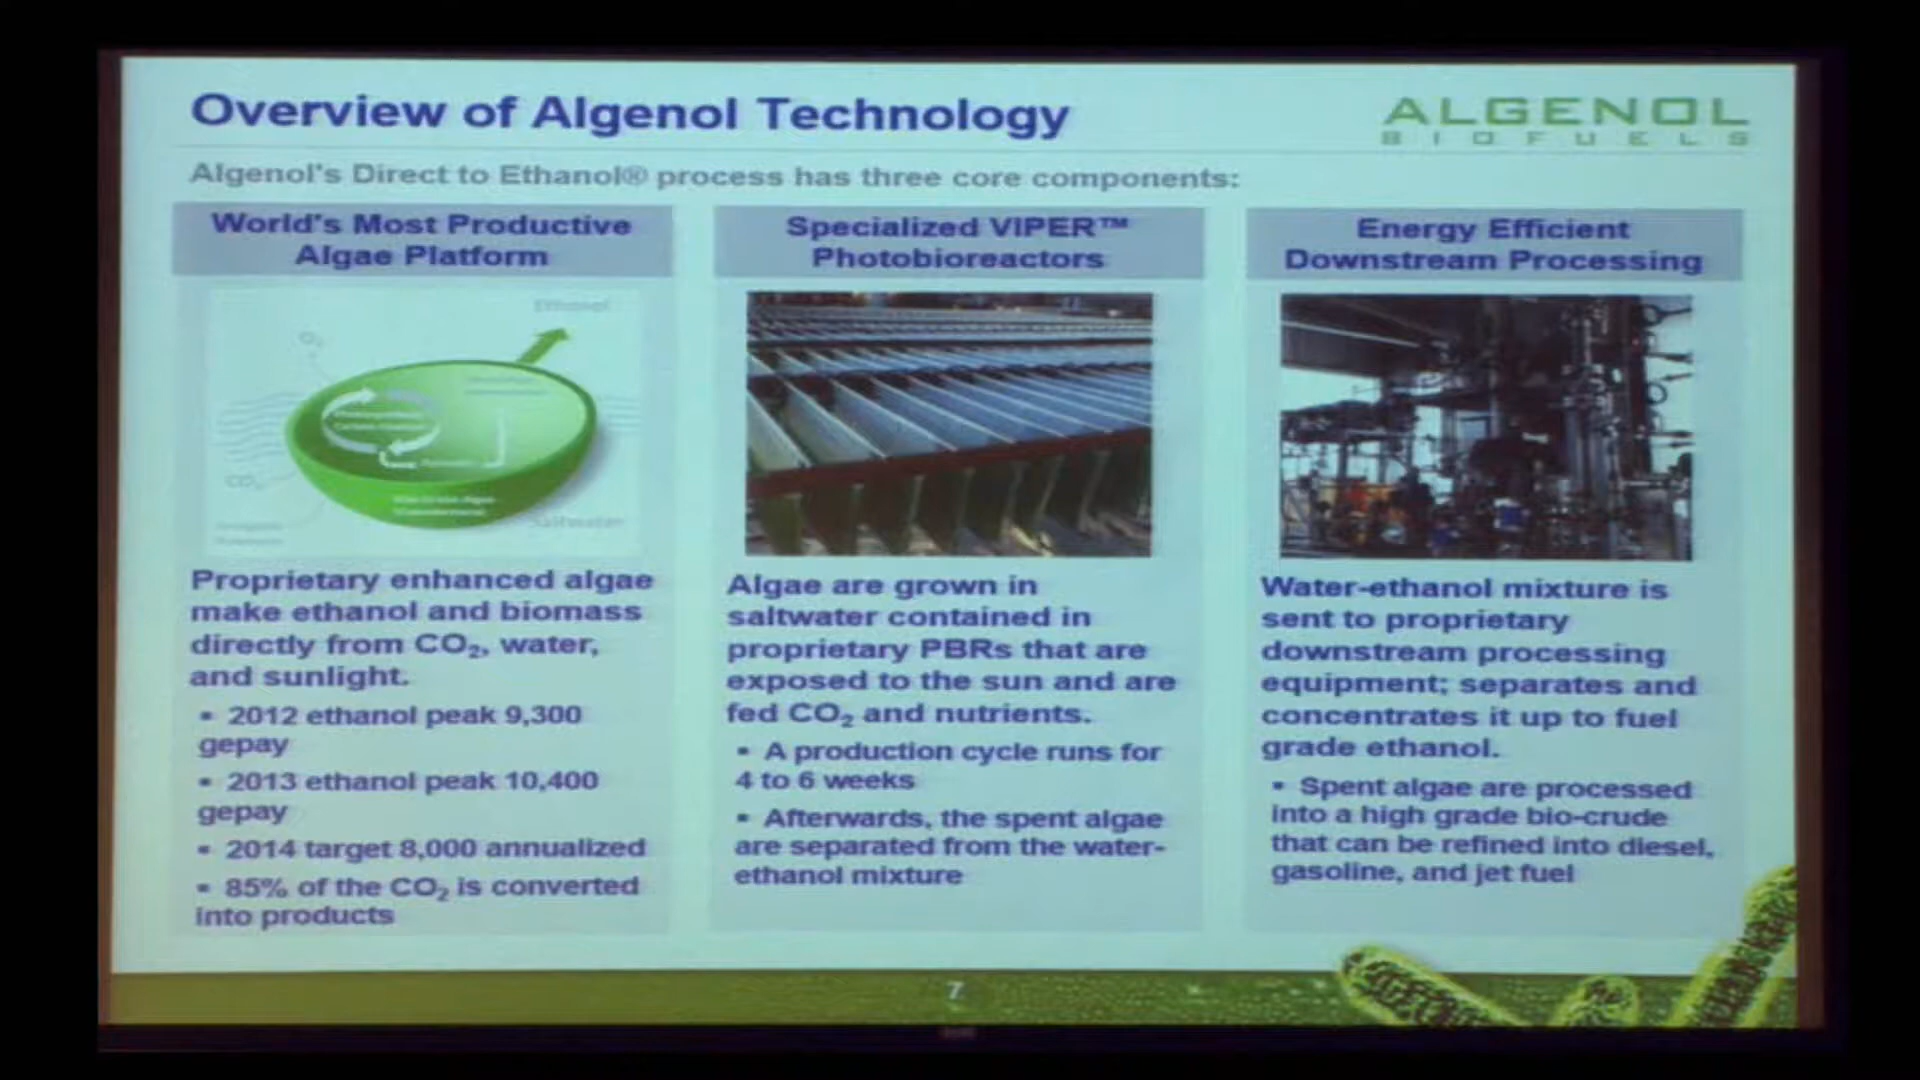 Overview of Algenol Technology
ALGENOL
BIOFUELS
Algenol's Direct to Ethanol® process has three core components:
World's Most Productive
Algae Platform
Ethanol
O₂
CO₂
Saltwater
Proprietary enhanced algae
make ethanol and biomass
directly from CO₂, water,
and sunlight.
▪ 2012 ethanol peak 9,300
gepay
▪ 2013 ethanol peak 10,400
gepay
▪ 2014 target 8,000 annualized
▪ 85% of the CO₂ is converted
into products
Specialized VIPER™
Photobioreactors
Algae are grown in
saltwater contained in
proprietary PBRs that are
exposed to the sun and are
fed CO₂ and nutrients.
▪ A production cycle runs for
4 to 6 weeks
▪ Afterwards, the spent algae
are separated from the water-
ethanol mixture
Energy Efficient
Downstream Processing
Water-ethanol mixture is
sent to proprietary
downstream processing
equipment; separates and
concentrates it up to fuel
grade ethanol.
▪ Spent algae are processed
into a high grade bio-crude
that can be refined into diesel,
gasoline, and jet fuel
7